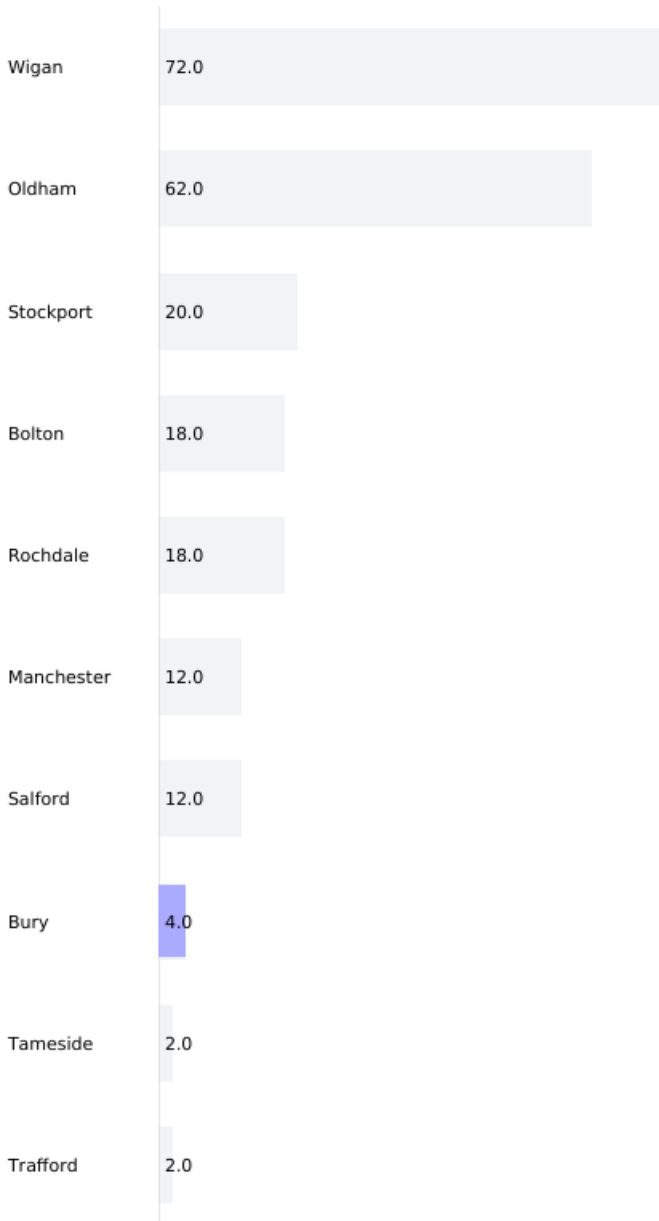 Wigan 72.0
Oldham 62.0
Stockport 20.0
Bolton 18.0
Rochdale 18.0
Manchester 12.0
Salford 12.0
Bury 4.0
Tameside 2.0
Trafford 2.0